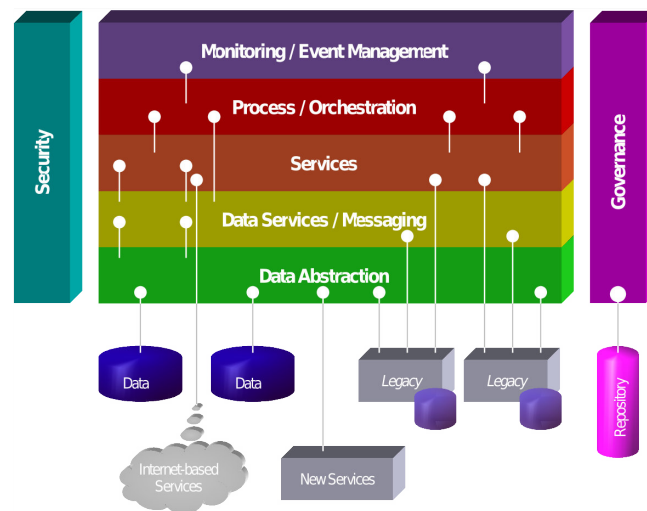 Monitoring / Event Management
Process / Orchestration
Services
Data Services / Messaging
Data Abstraction
Security
Governance
Data
Data
Legacy
Legacy
Repository
Internet-based
Services
New Services